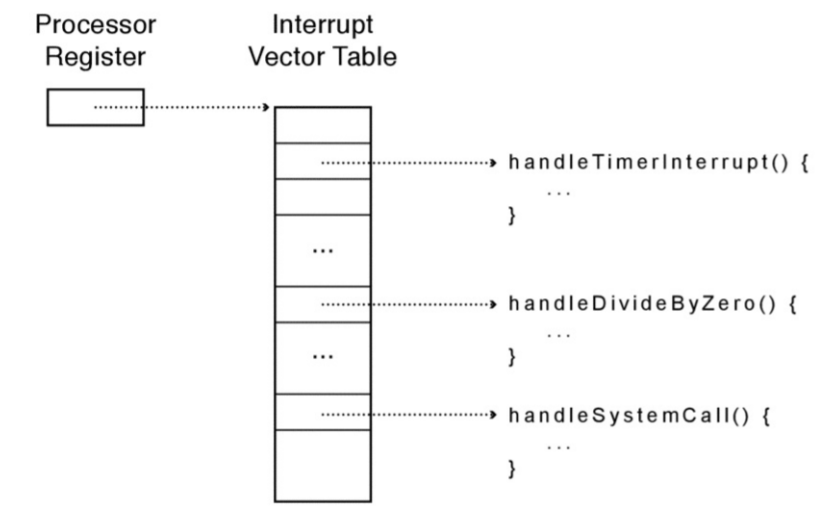 Processor
Register
Interrupt
Vector Table
handleTimerInterrupt() {
...
}
...
handleDivideByZero() {
...
}
...
handleSystemCall() {
...
}